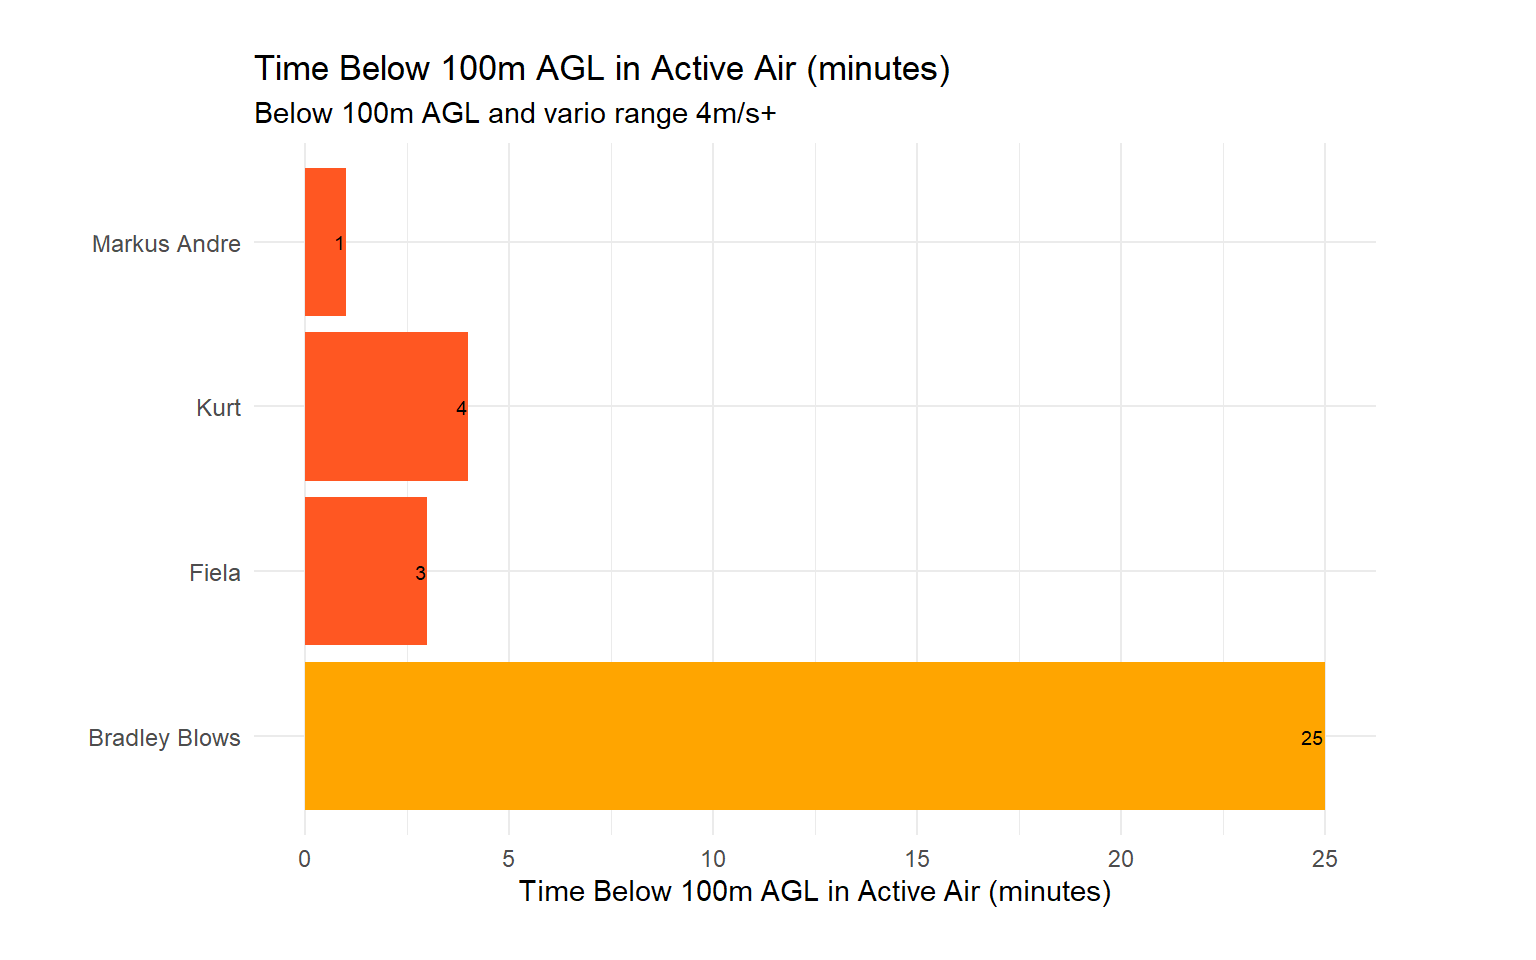 Time Below 100m AGL in Active Air (minutes)
Below 100m AGL and vario range 4m/s+
Markus Andre
1
Kurt
4
Fiela
3
Bradley Blows
25
0 5 10 15 20 25
Time Below 100m AGL in Active Air (minutes)